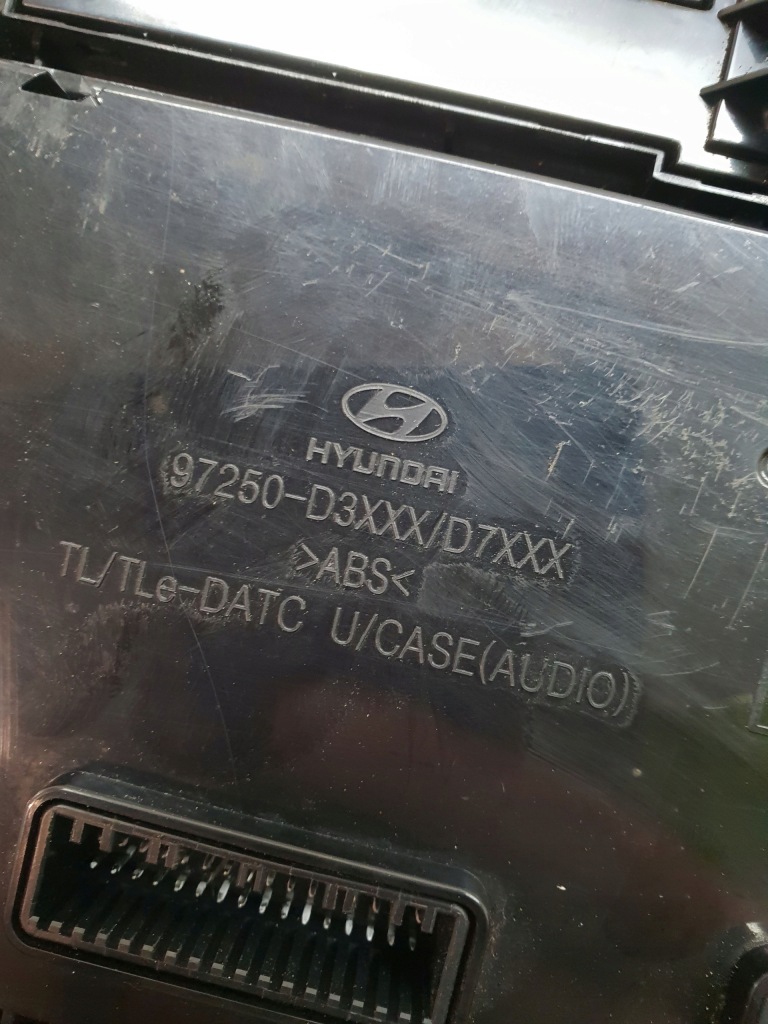 HYUNDAI
97250-D3XXX/D7XXX
>ABS<
TL/TLe-DATC U/CASE(AUDIO)